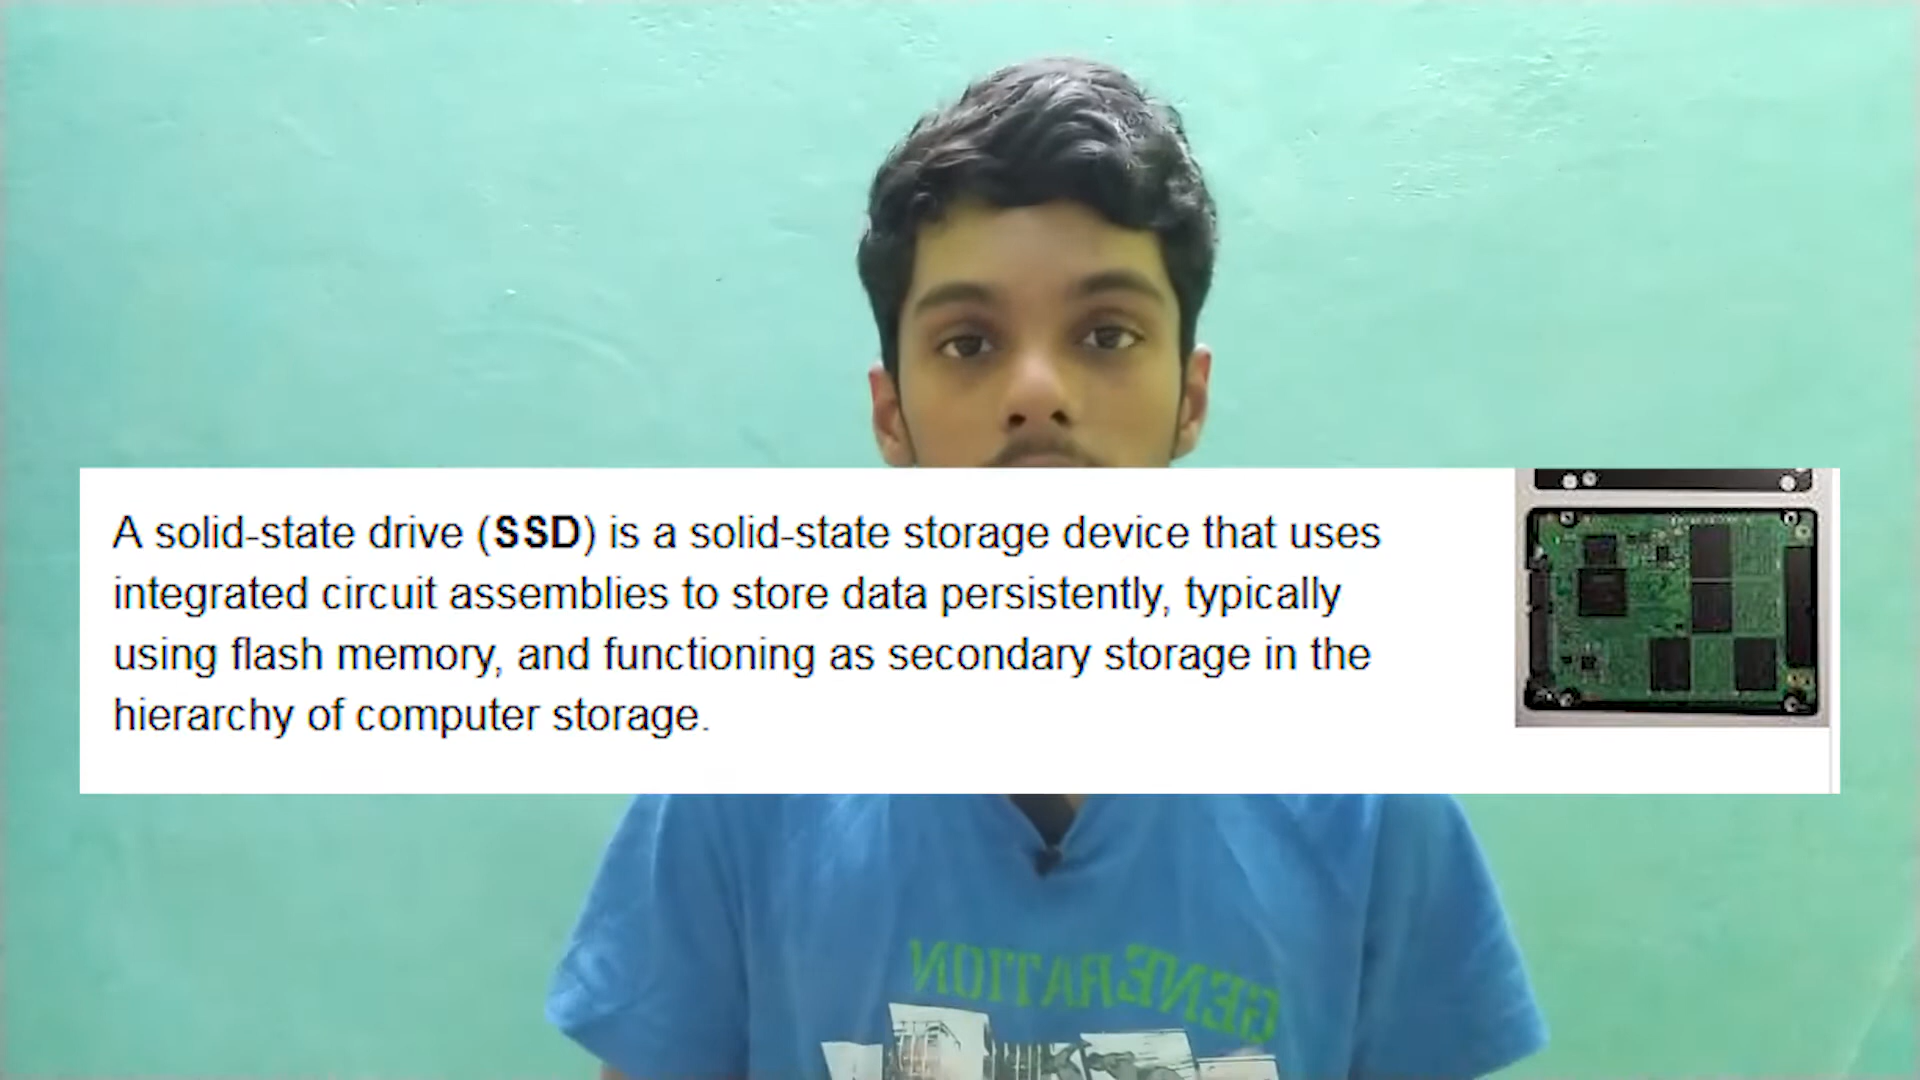 A solid-state drive (SSD) is a solid-state storage device that uses
integrated circuit assemblies to store data persistently, typically
using flash memory, and functioning as secondary storage in the
hierarchy of computer storage.
GENERATION